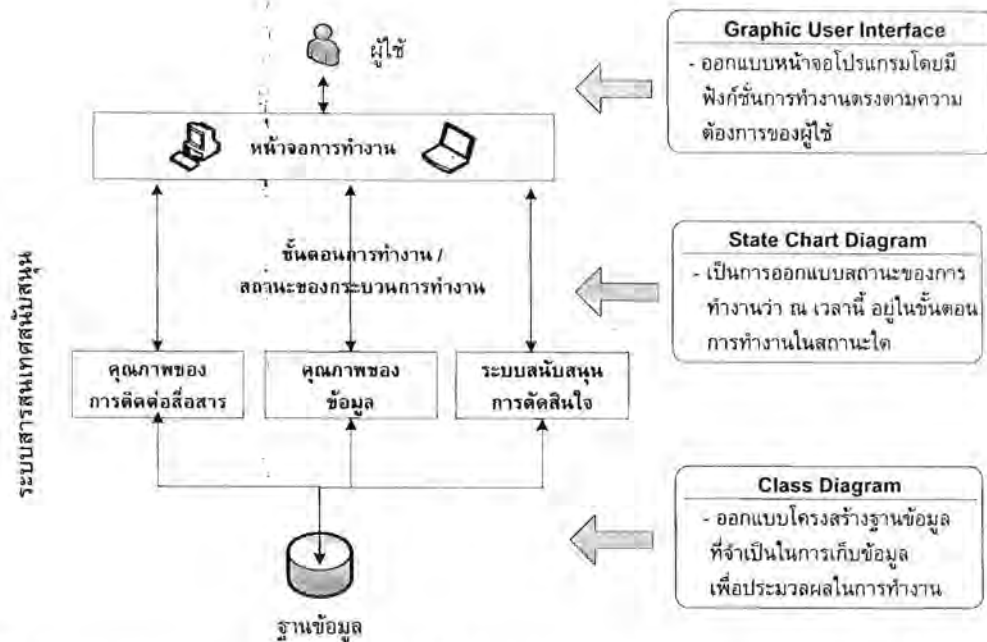 ผู้ใช้
หน้าจอการทำงาน
ขั้นตอนการทำงาน /
สถานะของกระบวนการทำงาน
คุณภาพของ
การติดต่อสื่อสาร
คุณภาพของ
ข้อมูล
ระบบสนับสนุน
การตัดสินใจ
ฐานข้อมูล
ระบบสารสนเทศสนับสนุน
Graphic User Interface
- ออกแบบหน้าจอโปรแกรมโดยมี
ฟังก์ชั่นการทำงานตรงตามความ
ต้องการของผู้ใช้
State Chart Diagram
- เป็นการออกแบบสถานะของการ
ทำงานว่า ณ เวลานี้ อยู่ในขั้นตอน
การทำงานในสถานะใด
Class Diagram
- ออกแบบโครงสร้างฐานข้อมูล
ที่จำเป็นในการเก็บข้อมูล
เพื่อประมวลผลในการทำงาน